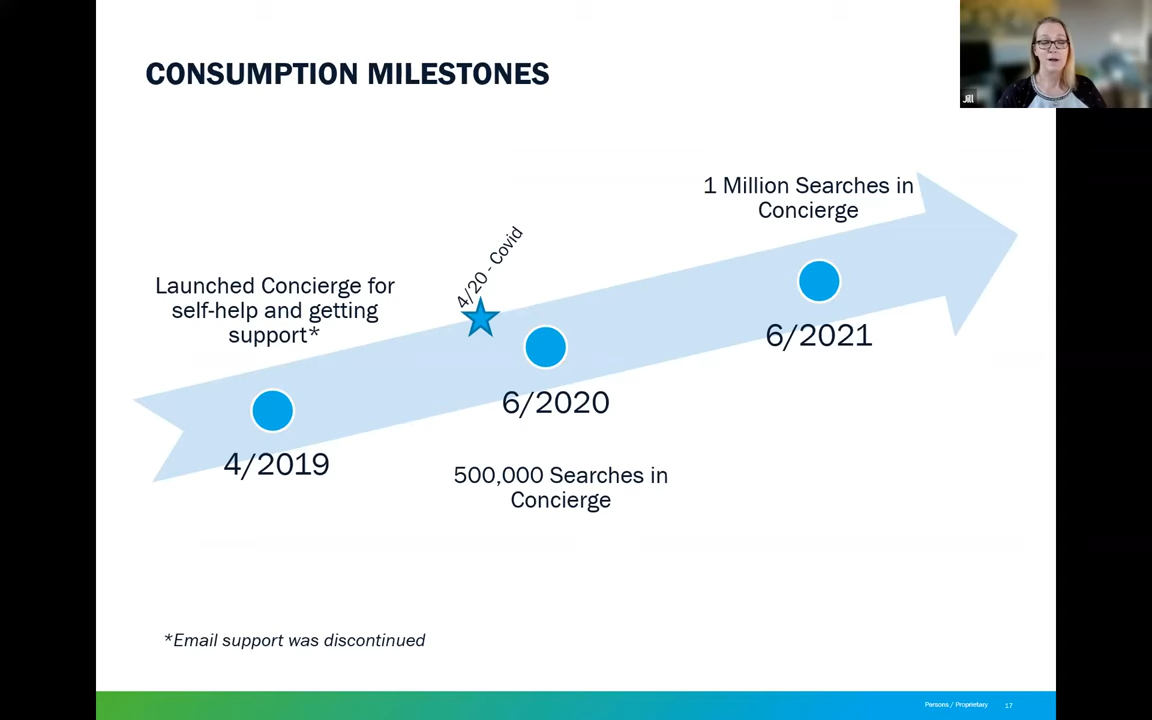 CONSUMPTION MILESTONES
Jill
1 Million Searches in
Concierge
4/20 - Covid
Launched Concierge for
self-help and getting
support*
6/2021
6/2020
4/2019
500,000 Searches in
Concierge
*Email support was discontinued
Parsons / Proprietary
17